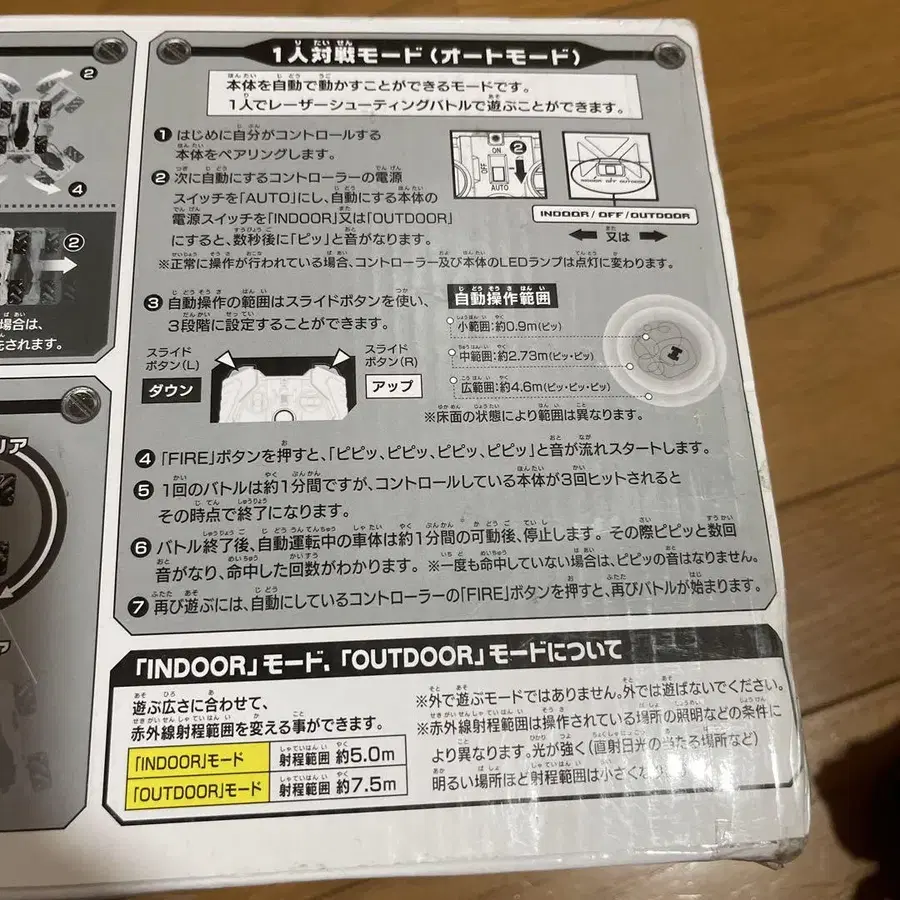 ②
④
②
場合は、
されます。
リア
1人対戦モード(オートモード)
本体を自動で動かすことができるモードです。
1人でレーザーシューティングバトルで遊ぶことができます。
❶はじめに自分がコントロールする
本体をペアリングします。
❷次に自動にするコントローラーの電源
スイッチを「AUTO」にし、自動にする本体の
電源スイッチを「INDOOR」又は「OUTDOOR」
にすると、数秒後に「ピッ」と音がなります。
ON
OFF
AUTO
❷
INDOOR OFF OUTDOOR
INDOOR/OFF/OUTDOOR
又は
※正常に操作が行われている場合、コントローラー及び本体のLEDランプは点灯に変わります。
❸自動操作の範囲はスライドボタンを使い、
3段階に設定することができます。
スライド
ボタン(L)
ダウン
スライド
ボタン(R)
アップ
自動操作範囲
小範囲:約0.9m(ピッ)
中範囲:約2.73m(ピッ・ピッ)
広範囲:約4.6m(ピッ・ピッ・ピッ)
※床面の状態により範囲は異なります。
❹「FIRE」ボタンを押すと、「ピピッ、ピピッ、ピピッ、ピピッ」と音が流れスタートします。
❺1回のバトルは約1分間ですが、コントロールしている本体が3回ヒットされると
その時点で終了になります。
❻バトル終了後、自動運転中の車体は約1分間の可動後、停止します。その際ピピッと数回
音がなり、命中した回数がわかります。※一度も命中していない場合は、ピピッの音はなりません。
❼再び遊ぶには、自動にしているコントローラーの「FIRE」ボタンを押すと、再びバトルが始まります。
「INDOOR」モード、「OUTDOOR」モードについて
遊ぶ広さに合わせて、
赤外線射程範囲を変える事ができます。
「INDOOR」モード 射程範囲 約5.0m
「OUTDOOR」モード 射程範囲 約7.5m
※外で遊ぶモードではありません。外では遊ばないでください。
※赤外線射程範囲は操作されている場所の照明などの条件に
より異なります。光が強く(直射日光の当たる場所など)
明るい場所ほど射程範囲は小さくな